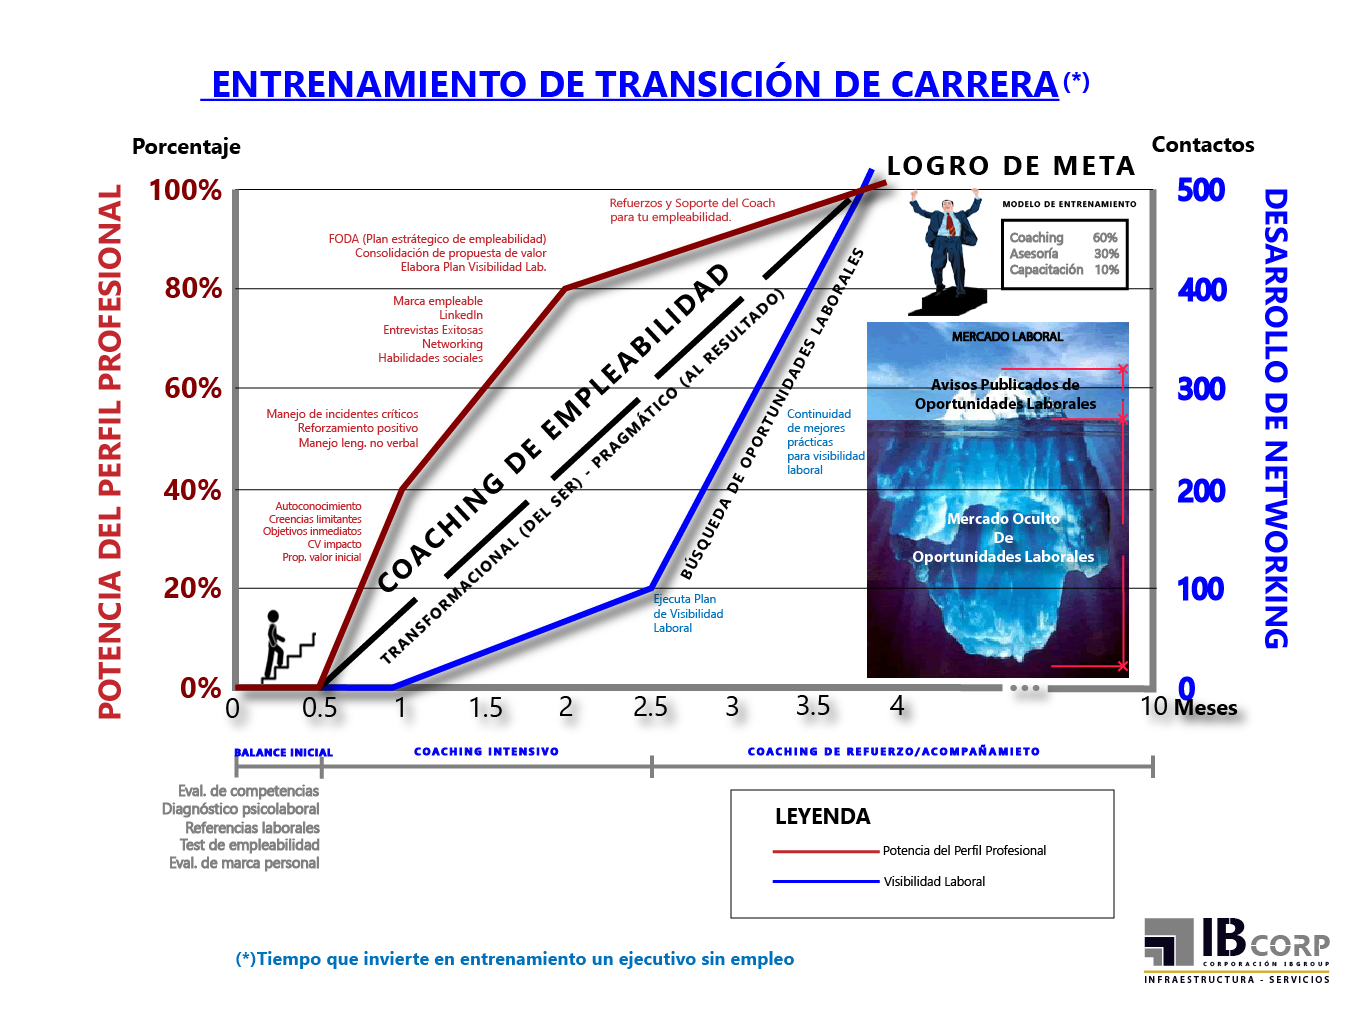 ENTRENAMIENTO DE TRANSICIÓN DE CARRERA (*)
Porcentaje
Contactos
LOGRO DE META
POTENCIA DEL PERFIL PROFESIONAL
DESARROLLO DE NETWORKING
100%
80%
60%
40%
20%
0%
500
400
300
200
100
0
Refuerzos y Soporte del Coach
para tu empleabilidad.
FODA (Plan estrátegico de empleabilidad)
Consolidación de propuesta de valor
Elabora Plan Visibilidad Lab.
Marca empleable
LinkedIn
Entrevistas Exitosas
Networking
Habilidades sociales
Manejo de incidentes críticos
Reforzamiento positivo
Manejo leng. no verbal
Autoconocimiento
Creencias limitantes
Objetivos inmediatos
CV impacto
Prop. valor inicial
COACHING DE EMPLEABILIDAD
TRANSFORMACIONAL (DEL SER) - PRAGMÁTICO (AL RESULTADO)
BÚSQUEDA DE OPORTUNIDADES LABORALES
Continuidad
de mejores
prácticas
para visibilidad
laboral
Ejecuta Plan
de Visibilidad
Laboral
MODELO DE ENTRENAMIENTO
Coaching 60%
Asesoría 30%
Capacitación 10%
MERCADO LABORAL
Avisos Publicados de
Oportunidades Laborales
Mercado Oculto
De
Oportunidades Laborales
0 0.5 1 1.5 2 2.5 3 3.5 4 10 Meses
BALANCE INICIAL
COACHING INTENSIVO
COACHING DE REFUERZO/ACOMPAÑAMIETO
Eval. de competencias
Diagnóstico psicolaboral
Referencias laborales
Test de empleabilidad
Eval. de marca personal
LEYENDA
Potencia del Perfil Profesional
Visibilidad Laboral
(*)Tiempo que invierte en entrenamiento un ejecutivo sin empleo
IB CORP
CORPORACIÓN IBGROUP
INFRAESTRUCTURA - SERVICIOS